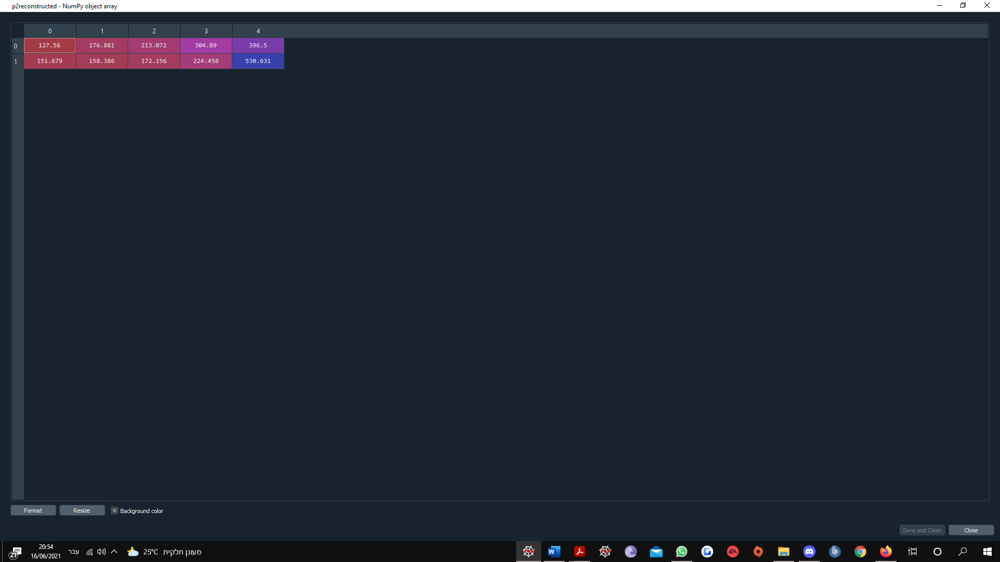 p2reconstructed - NumPy object array
0 1 2 3 4
0 127.56 176.881 213.072 304.89 396.5
1 151.679 158.386 172.156 224.458 530.631
Format Resize Background color
Save and Close Close
21 20:54 עבר 25°C מעונן חלקית
16/06/2021
W EA